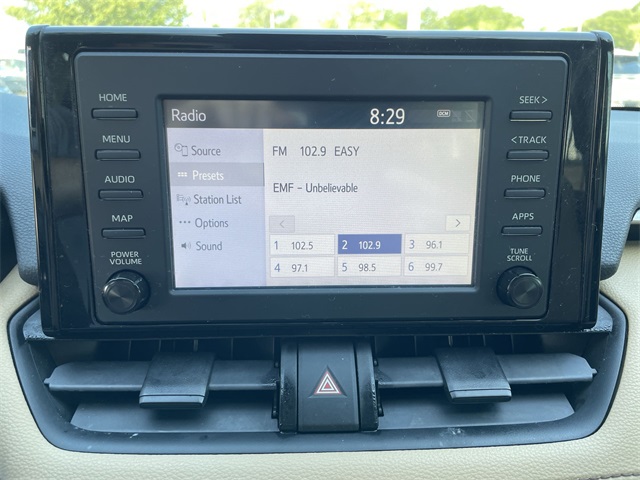 HOME
MENU
AUDIO
MAP
POWER
VOLUME
Radio 8:29 DCM
Source
Presets
Station List
Options
Sound
FM 102.9 EASY
EMF - Unbelievable
< >
1 102.5 2 102.9 3 96.1
4 97.1 5 98.5 6 99.7
SEEK >
< TRACK
PHONE
APPS
TUNE
SCROLL